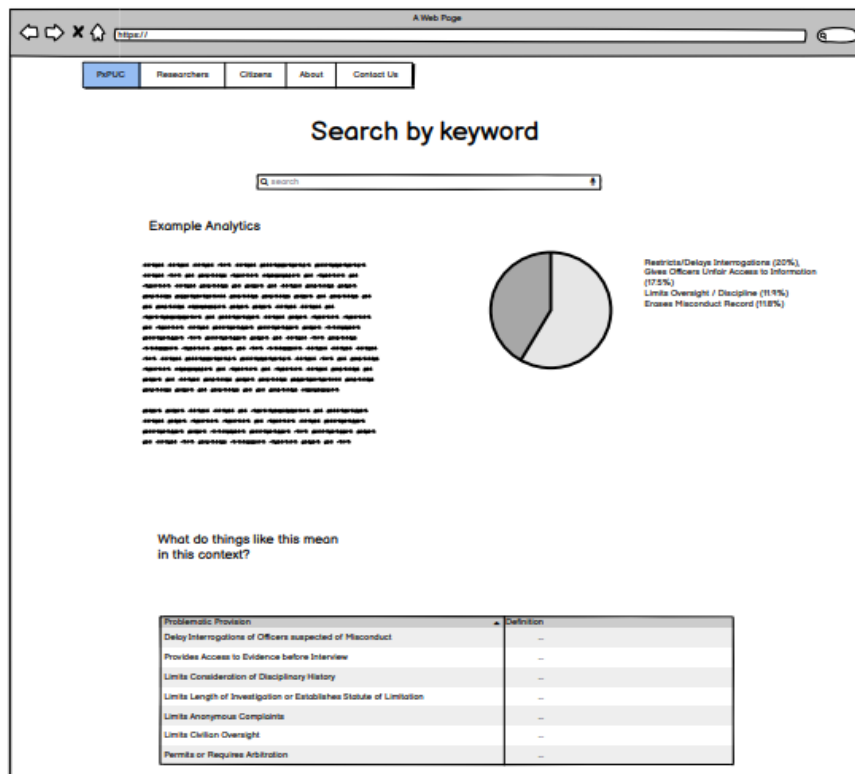 A Web Page
https://
PxPUC Researchers Citizens About Contact Us
Search by keyword
search
Example Analytics
Restricts/Delays Interrogations (20%),
Gives Officers Unfair Access to Information
(17.5%)
Limits Oversight / Discipline (11.9%)
Erases Misconduct Record (11.8%)
What do things like this mean
in this context?
Problematic Provision Definition
Delay Interrogations of Officers suspected of Misconduct ...
Provides Access to Evidence before Interview ...
Limits Consideration of Disciplinary History ...
Limits Length of Investigation or Establishes Statute of Limitation ...
Limits Anonymous Complaints ...
Limits Civilian Oversight ...
Permits or Requires Arbitration ...